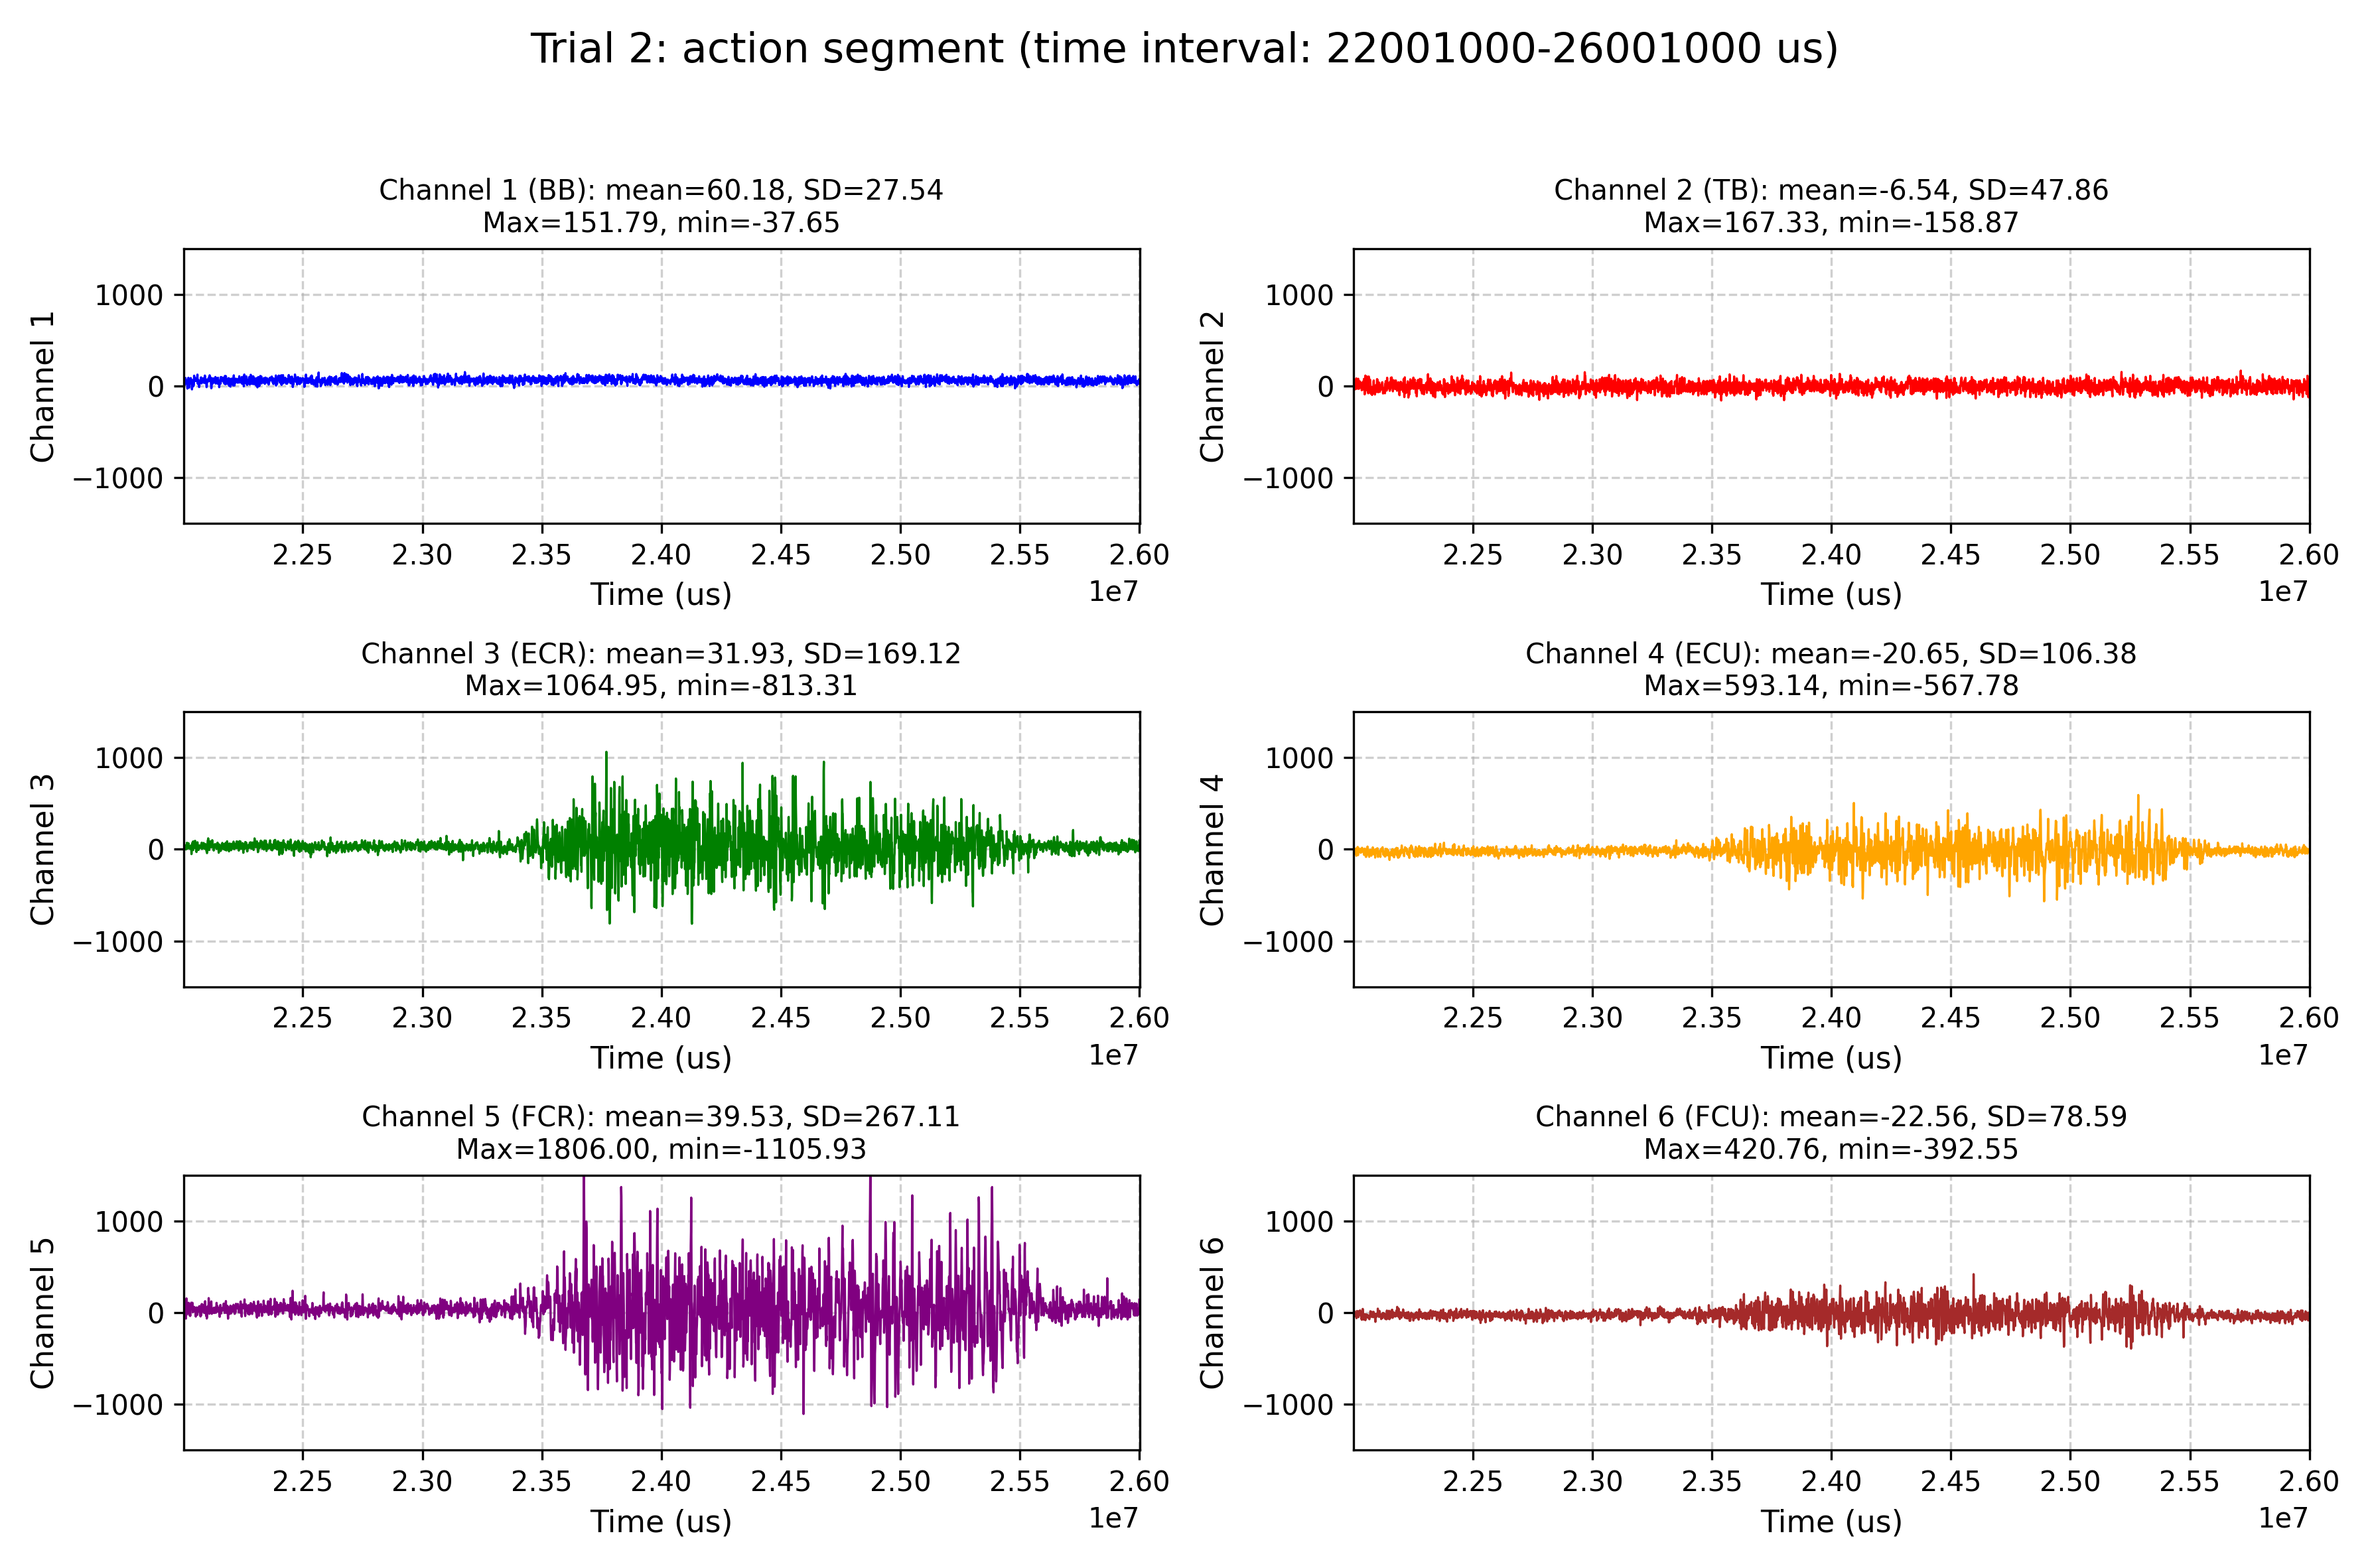 Trial 2: action segment (time interval: 22001000-26001000 us)
Channel 1 (BB): mean=60.18, SD=27.54
Max=151.79, min=-37.65
Channel 1
1000
0
−1000
2.25 2.30 2.35 2.40 2.45 2.50 2.55 2.60
Time (us)
1e7
Channel 2 (TB): mean=-6.54, SD=47.86
Max=167.33, min=-158.87
Channel 2
1000
0
−1000
2.25 2.30 2.35 2.40 2.45 2.50 2.55 2.60
Time (us)
1e7
Channel 3 (ECR): mean=31.93, SD=169.12
Max=1064.95, min=-813.31
Channel 3
1000
0
−1000
2.25 2.30 2.35 2.40 2.45 2.50 2.55 2.60
Time (us)
1e7
Channel 4 (ECU): mean=-20.65, SD=106.38
Max=593.14, min=-567.78
Channel 4
1000
0
−1000
2.25 2.30 2.35 2.40 2.45 2.50 2.55 2.60
Time (us)
1e7
Channel 5 (FCR): mean=39.53, SD=267.11
Max=1806.00, min=-1105.93
Channel 5
1000
0
−1000
2.25 2.30 2.35 2.40 2.45 2.50 2.55 2.60
Time (us)
1e7
Channel 6 (FCU): mean=-22.56, SD=78.59
Max=420.76, min=-392.55
Channel 6
1000
0
−1000
2.25 2.30 2.35 2.40 2.45 2.50 2.55 2.60
Time (us)
1e7